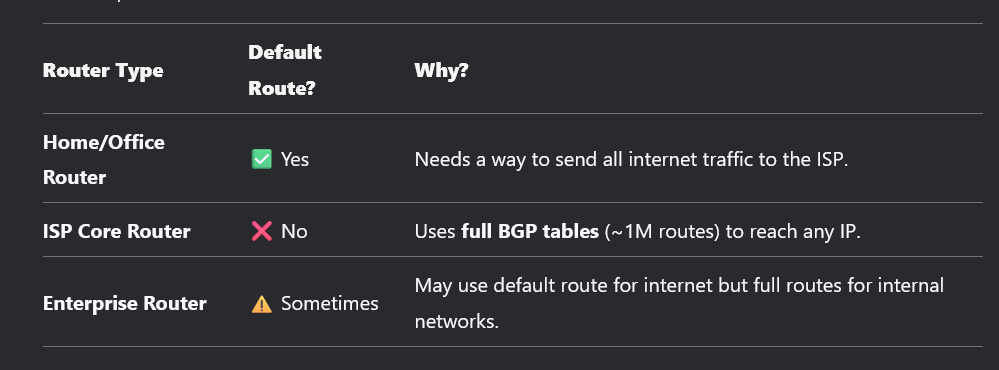 Router Type Default Route? Why?
Home/Office Router ✅ Yes Needs a way to send all internet traffic to the ISP.
ISP Core Router ❌ No Uses full BGP tables (~1M routes) to reach any IP.
Enterprise Router ⚠️ Sometimes May use default route for internet but full routes for internal networks.